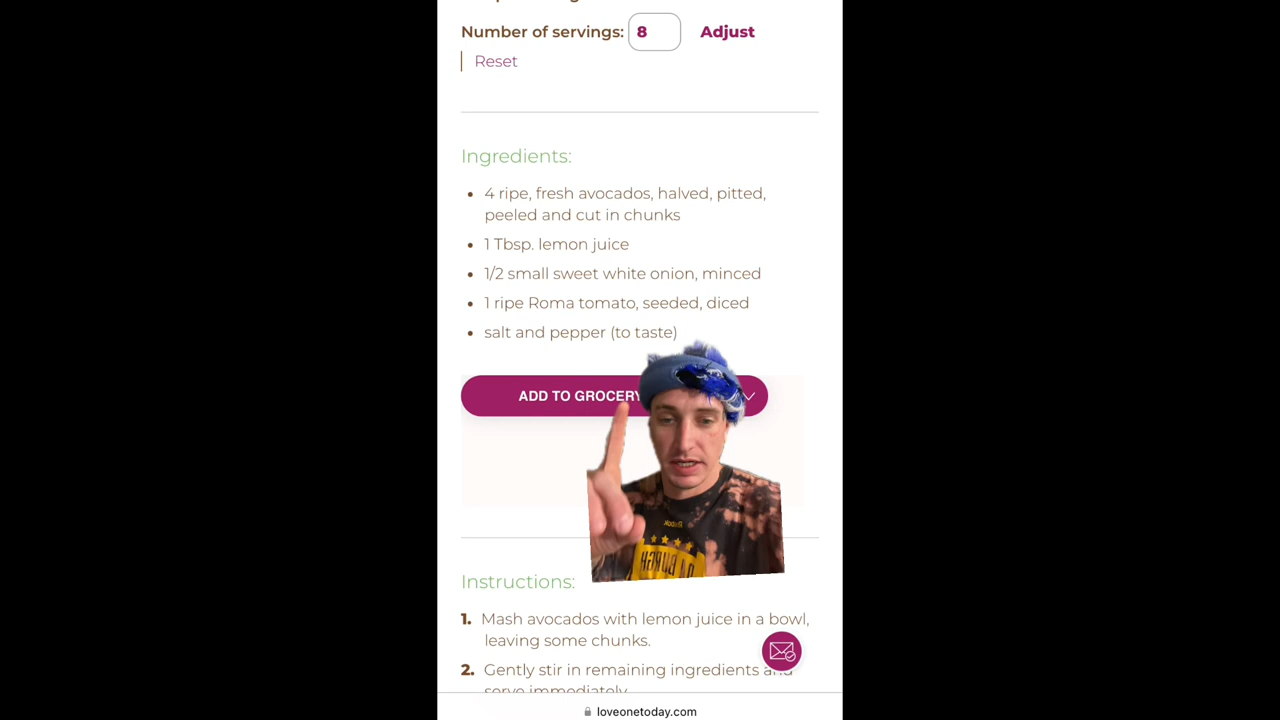 Number of servings: 8 Adjust
Reset
Ingredients:
• 4 ripe, fresh avocados, halved, pitted,
peeled and cut in chunks
• 1 Tbsp. lemon juice
• 1/2 small sweet white onion, minced
• 1 ripe Roma tomato, seeded, diced
• salt and pepper (to taste)
ADD TO GROCERY
Instructions:
1. Mash avocados with lemon juice in a bowl,
leaving some chunks.
2. Gently stir in remaining ingredients and
serve immediately
loveonetoday.com